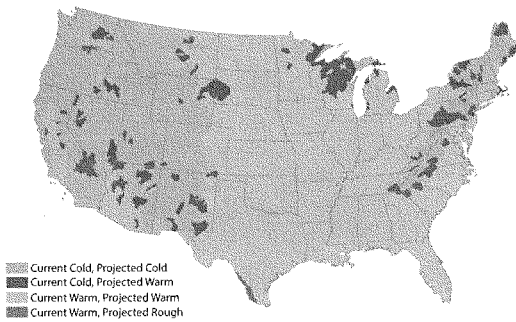 Current Cold, Projected Cold
Current Cold, Projected Warm
Current Warm, Projected Warm
Current Warm, Projected Rough